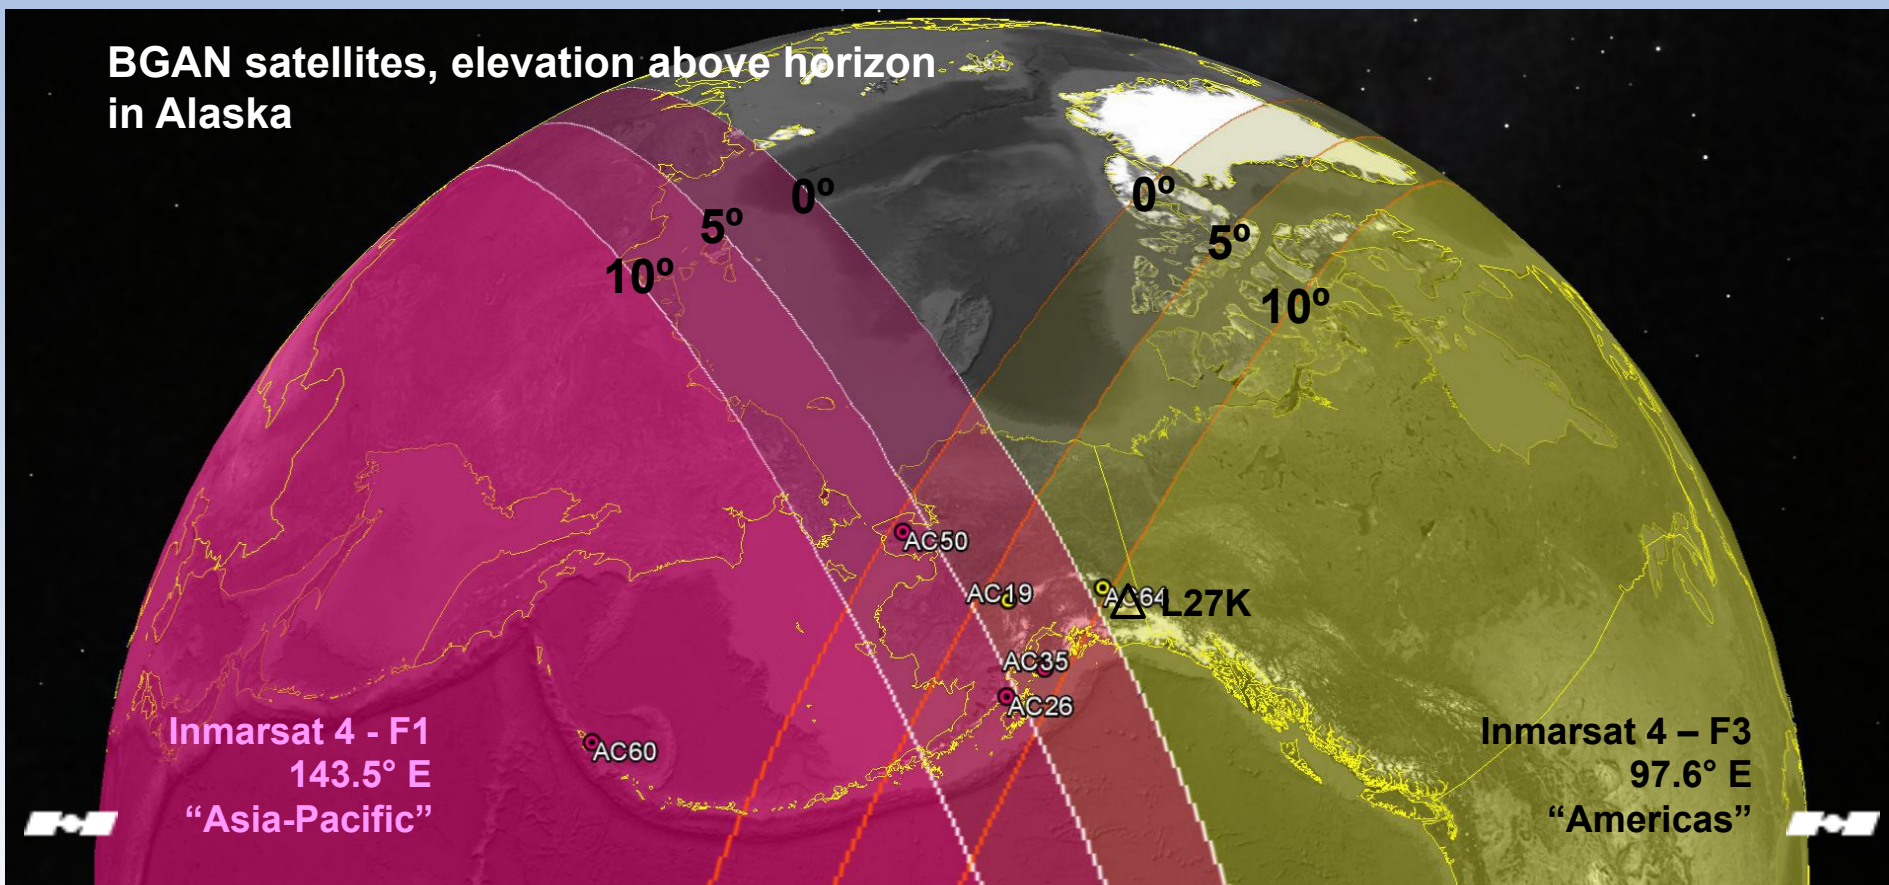 BGAN satellites, elevation above horizon
in Alaska
0º
5º
10º
0º
5º
10º
AC50
AC19
AC64
L27K
AC35
AC26
AC60
Inmarsat 4 - F1
143.5° E
“Asia-Pacific”
Inmarsat 4 – F3
97.6° E
“Americas”